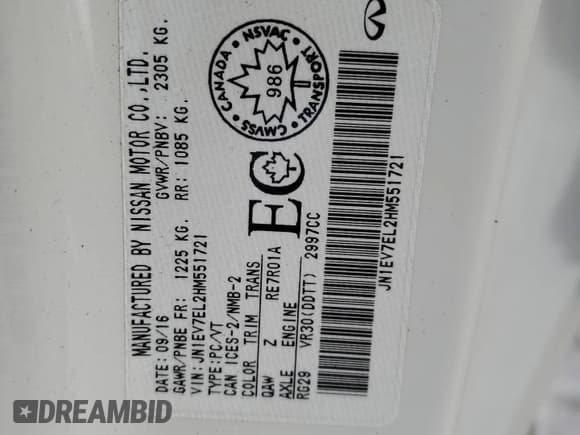 MANUFACTURED BY NISSAN MOTOR CO.,LTD.
DATE: 09/16 GVWR/PNBV: 2305 KG.
GAWR/PNBE FR: 1225 KG. RR: 1085 KG.
VIN: JN1EV7EL2HM551721
TYPE:PC/VT
CAN ICES-2/NMB-2
COLOR TRIM TRANS
QAW Z RE7R01A
AXLE ENGINE
RG29 VR30(DDTT) 2997CC
EC
CANADA · NSVAC · TRANSPORT · CMVSS
986
JN1EV7EL2HM551721
DREAMBID